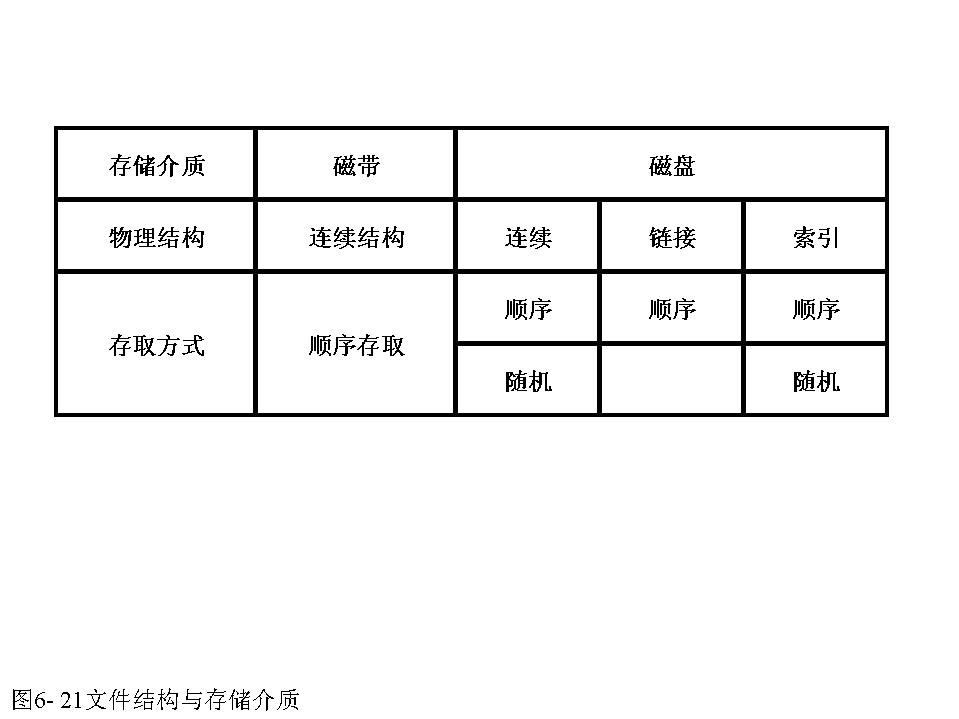 存储介质 磁带 磁盘
物理结构 连续结构 连续 链接 索引
存取方式 顺序存取 顺序 顺序 顺序
随机 随机
图6- 21文件结构与存储介质